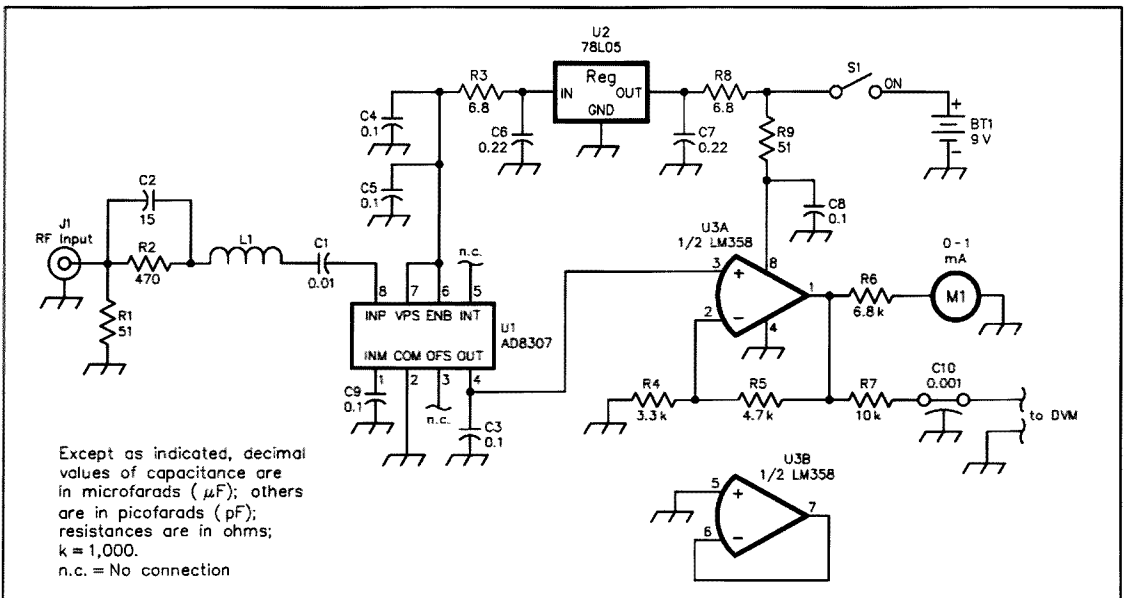 U2
78L05
Reg
IN
OUT
GND
R3
6.8
C6
0.22
C7
0.22
R8
6.8
S1
ON
+
BT1
9 V
-
R9
51
C8
0.1
C4
0.1
C5
0.1
C2
15
J1
RF Input
R2
470
L1
C1
0.01
R1
51
n.c.
8
7
6
5
INP VPS ENB INT
U1
AD8307
INM COM OFS OUT
1
2
3
4
C9
0.1
n.c.
C3
0.1
U3A
1/2 LM358
3
+
8
1
2
-
4
R6
6.8 k
0-1
mA
M1
R4
3.3 k
R5
4.7 k
R7
10 k
C10
0.001
to DVM
U3B
1/2 LM358
5
+
7
6
-
Except as indicated, decimal
values of capacitance are
in microfarads ( µF); others
are in picofarads ( pF);
resistances are in ohms;
k = 1,000.
n.c. = No connection